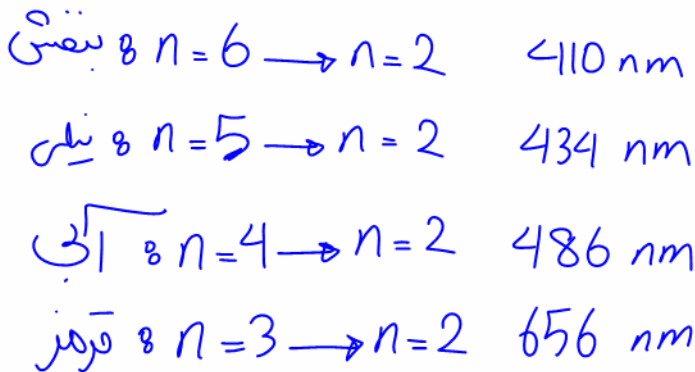 بنفش : n = 6 → n = 2 410 nm
نیلی : n = 5 → n = 2 434 nm
آبی : n = 4 → n = 2 486 nm
قرمز : n = 3 → n = 2 656 nm